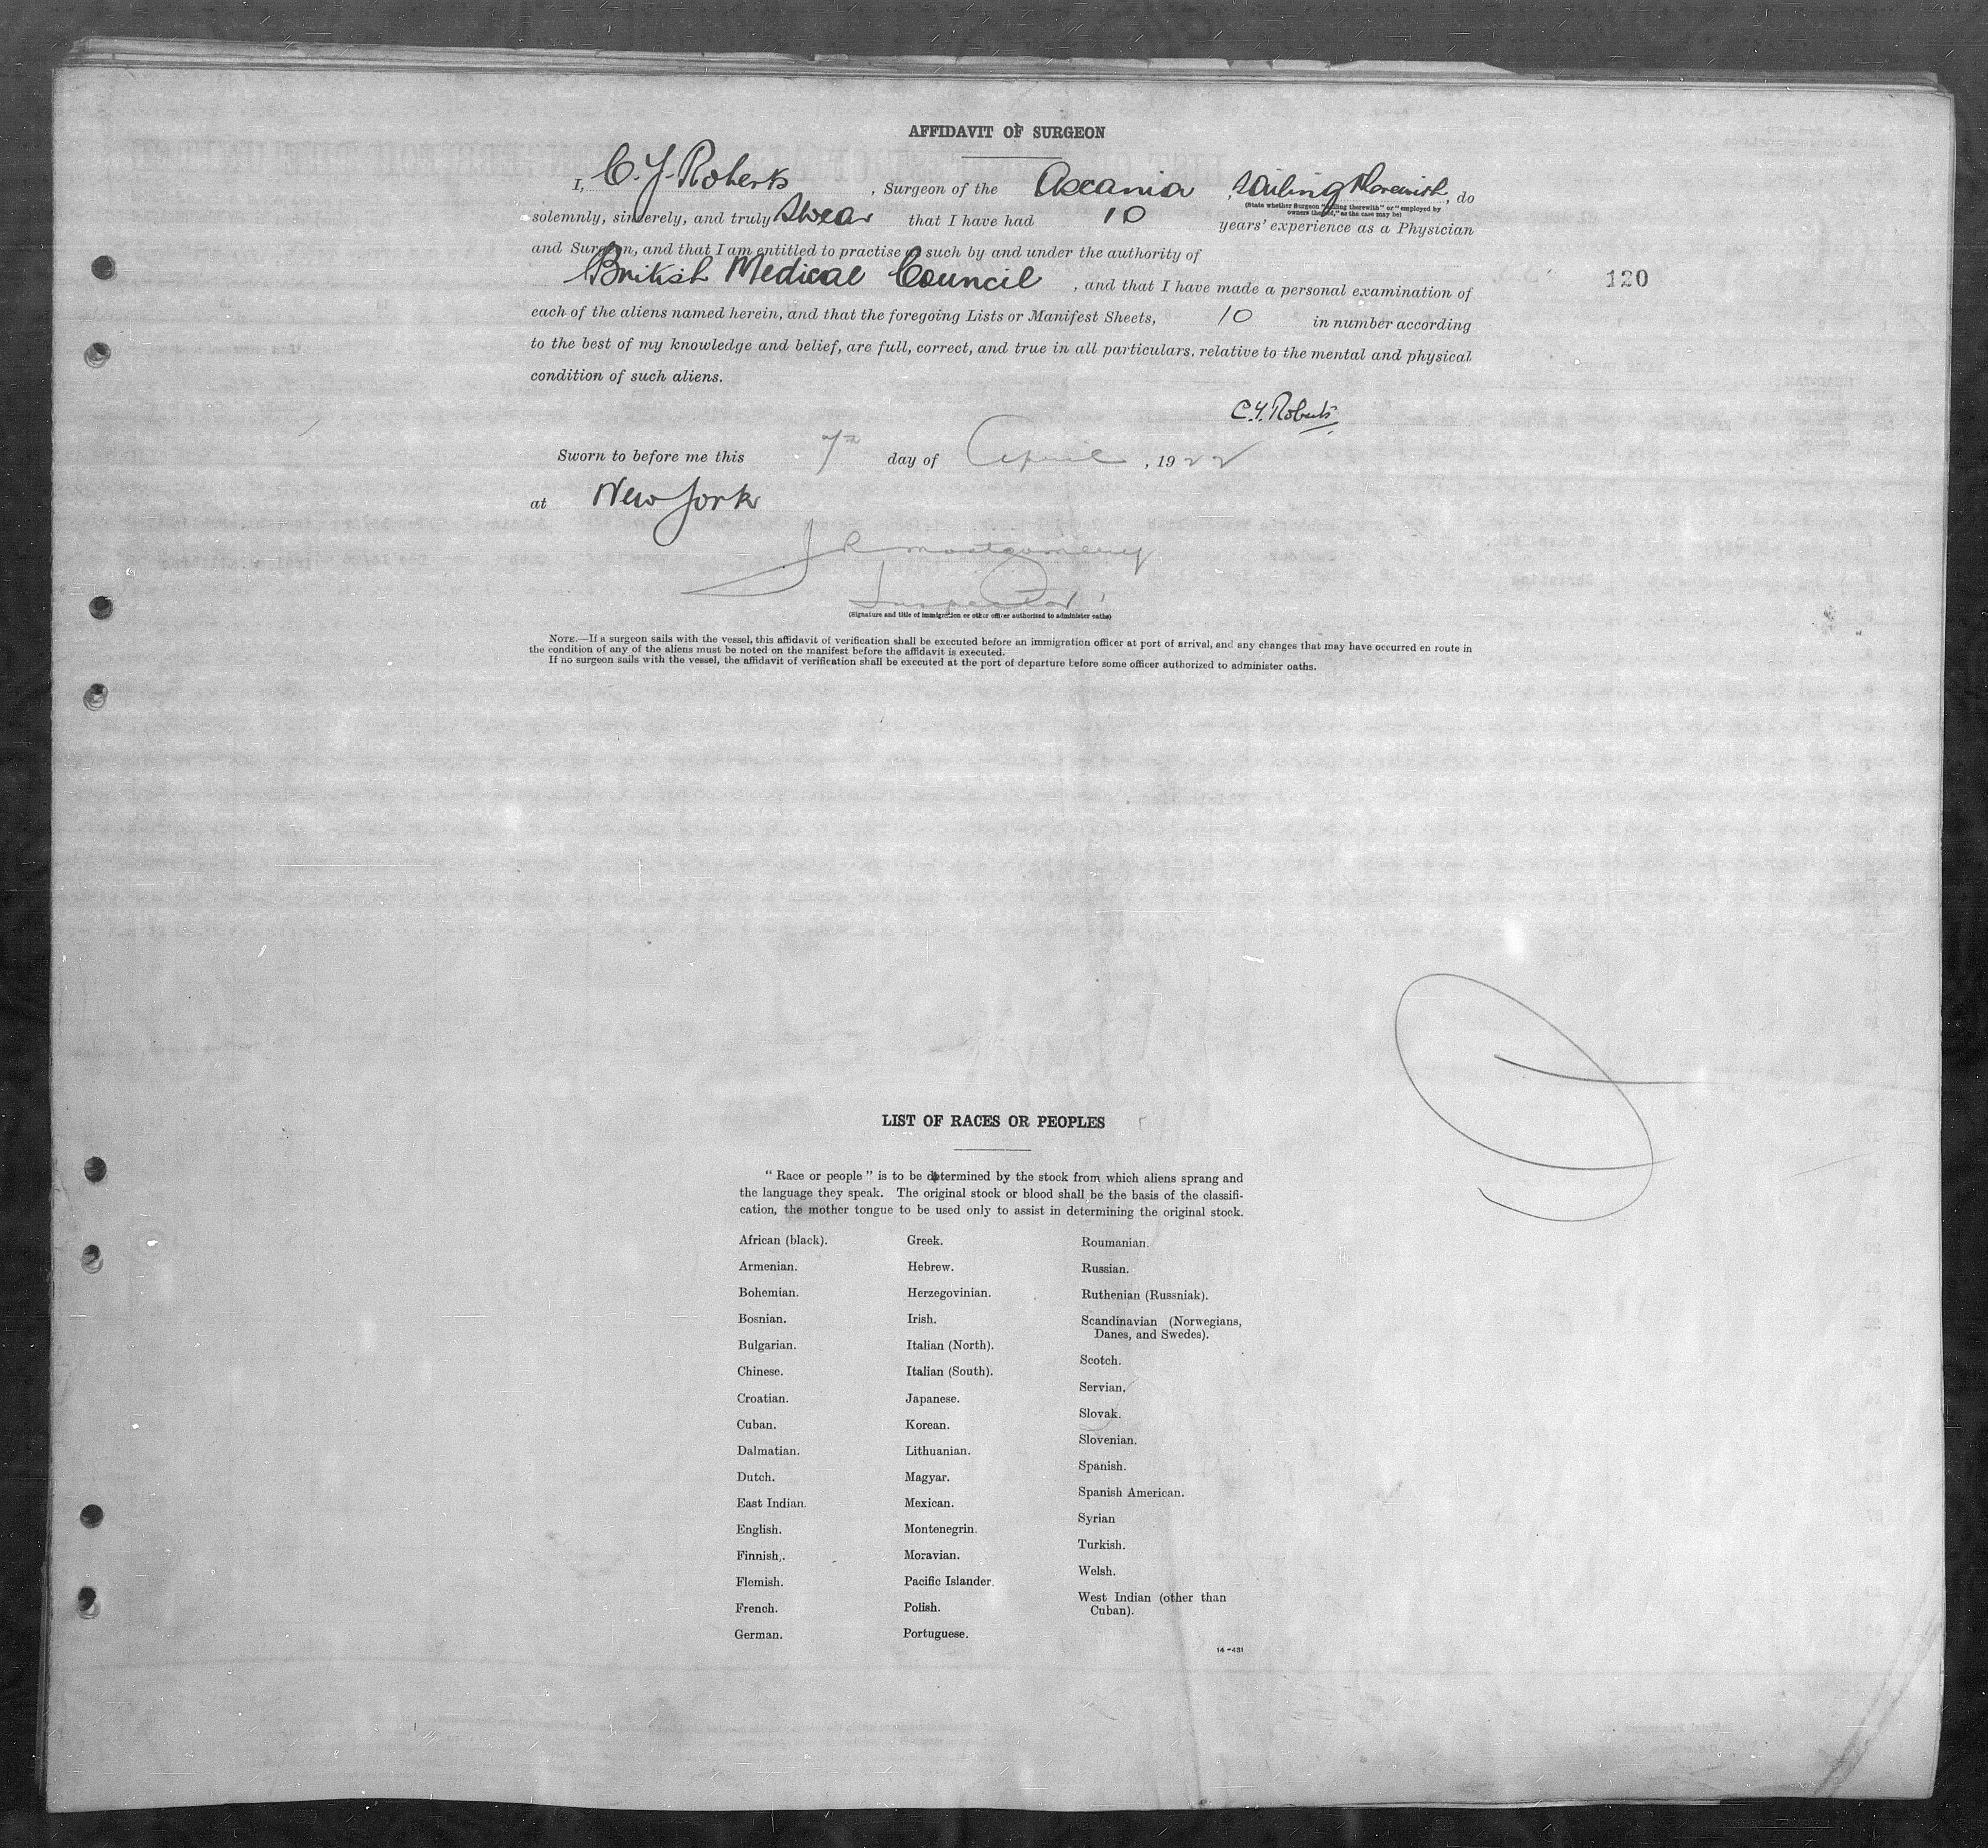 AFFIDAVIT OF SURGEON
I, C. Y. Roberts, Surgeon of the Ascania, sailing therewith, do
(State whether Surgeon "sailing therewith" or "employed by
owners thereof," as the case may be)
solemnly, sincerely, and truly Swear that I have had 10 years' experience as a Physician
and Surgeon, and that I am entitled to practise as such by and under the authority of
British Medical Council, and that I have made a personal examination of
120
each of the aliens named herein, and that the foregoing Lists or Manifest Sheets, 10 in number according
to the best of my knowledge and belief, are full, correct, and true in all particulars, relative to the mental and physical
condition of such aliens.
C.Y. Roberts
Sworn to before me this 7th day of April, 1922
at New York
J R Montgomery
Inspector
(Signature and title of immigration or other officer authorized to administer oaths)
NOTE.—If a surgeon sails with the vessel, this affidavit of verification shall be executed before an immigration officer at port of arrival, and any changes that may have occurred en route in
the condition of any of the aliens must be noted on the manifest before the affidavit is executed.
If no surgeon sails with the vessel, the affidavit of verification shall be executed at the port of departure before some officer authorized to administer oaths.
LIST OF RACES OR PEOPLES
"Race or people" is to be determined by the stock from which aliens sprang and
the language they speak. The original stock or blood shall be the basis of the classifi-
cation, the mother tongue to be used only to assist in determining the original stock.
African (black).
Armenian.
Bohemian.
Bosnian.
Bulgarian.
Chinese.
Croatian.
Cuban.
Dalmatian.
Dutch.
East Indian.
English.
Finnish.
Flemish.
French.
German.
Greek.
Hebrew.
Herzegovinian.
Irish.
Italian (North).
Italian (South).
Japanese.
Korean.
Lithuanian.
Magyar.
Mexican.
Montenegrin.
Moravian.
Pacific Islander.
Polish.
Portuguese.
Roumanian.
Russian.
Ruthenian (Russniak).
Scandinavian (Norwegians,
Danes, and Swedes).
Scotch.
Servian.
Slovak.
Slovenian.
Spanish.
Spanish American.
Syrian
Turkish.
Welsh.
West Indian (other than
Cuban).
14-431